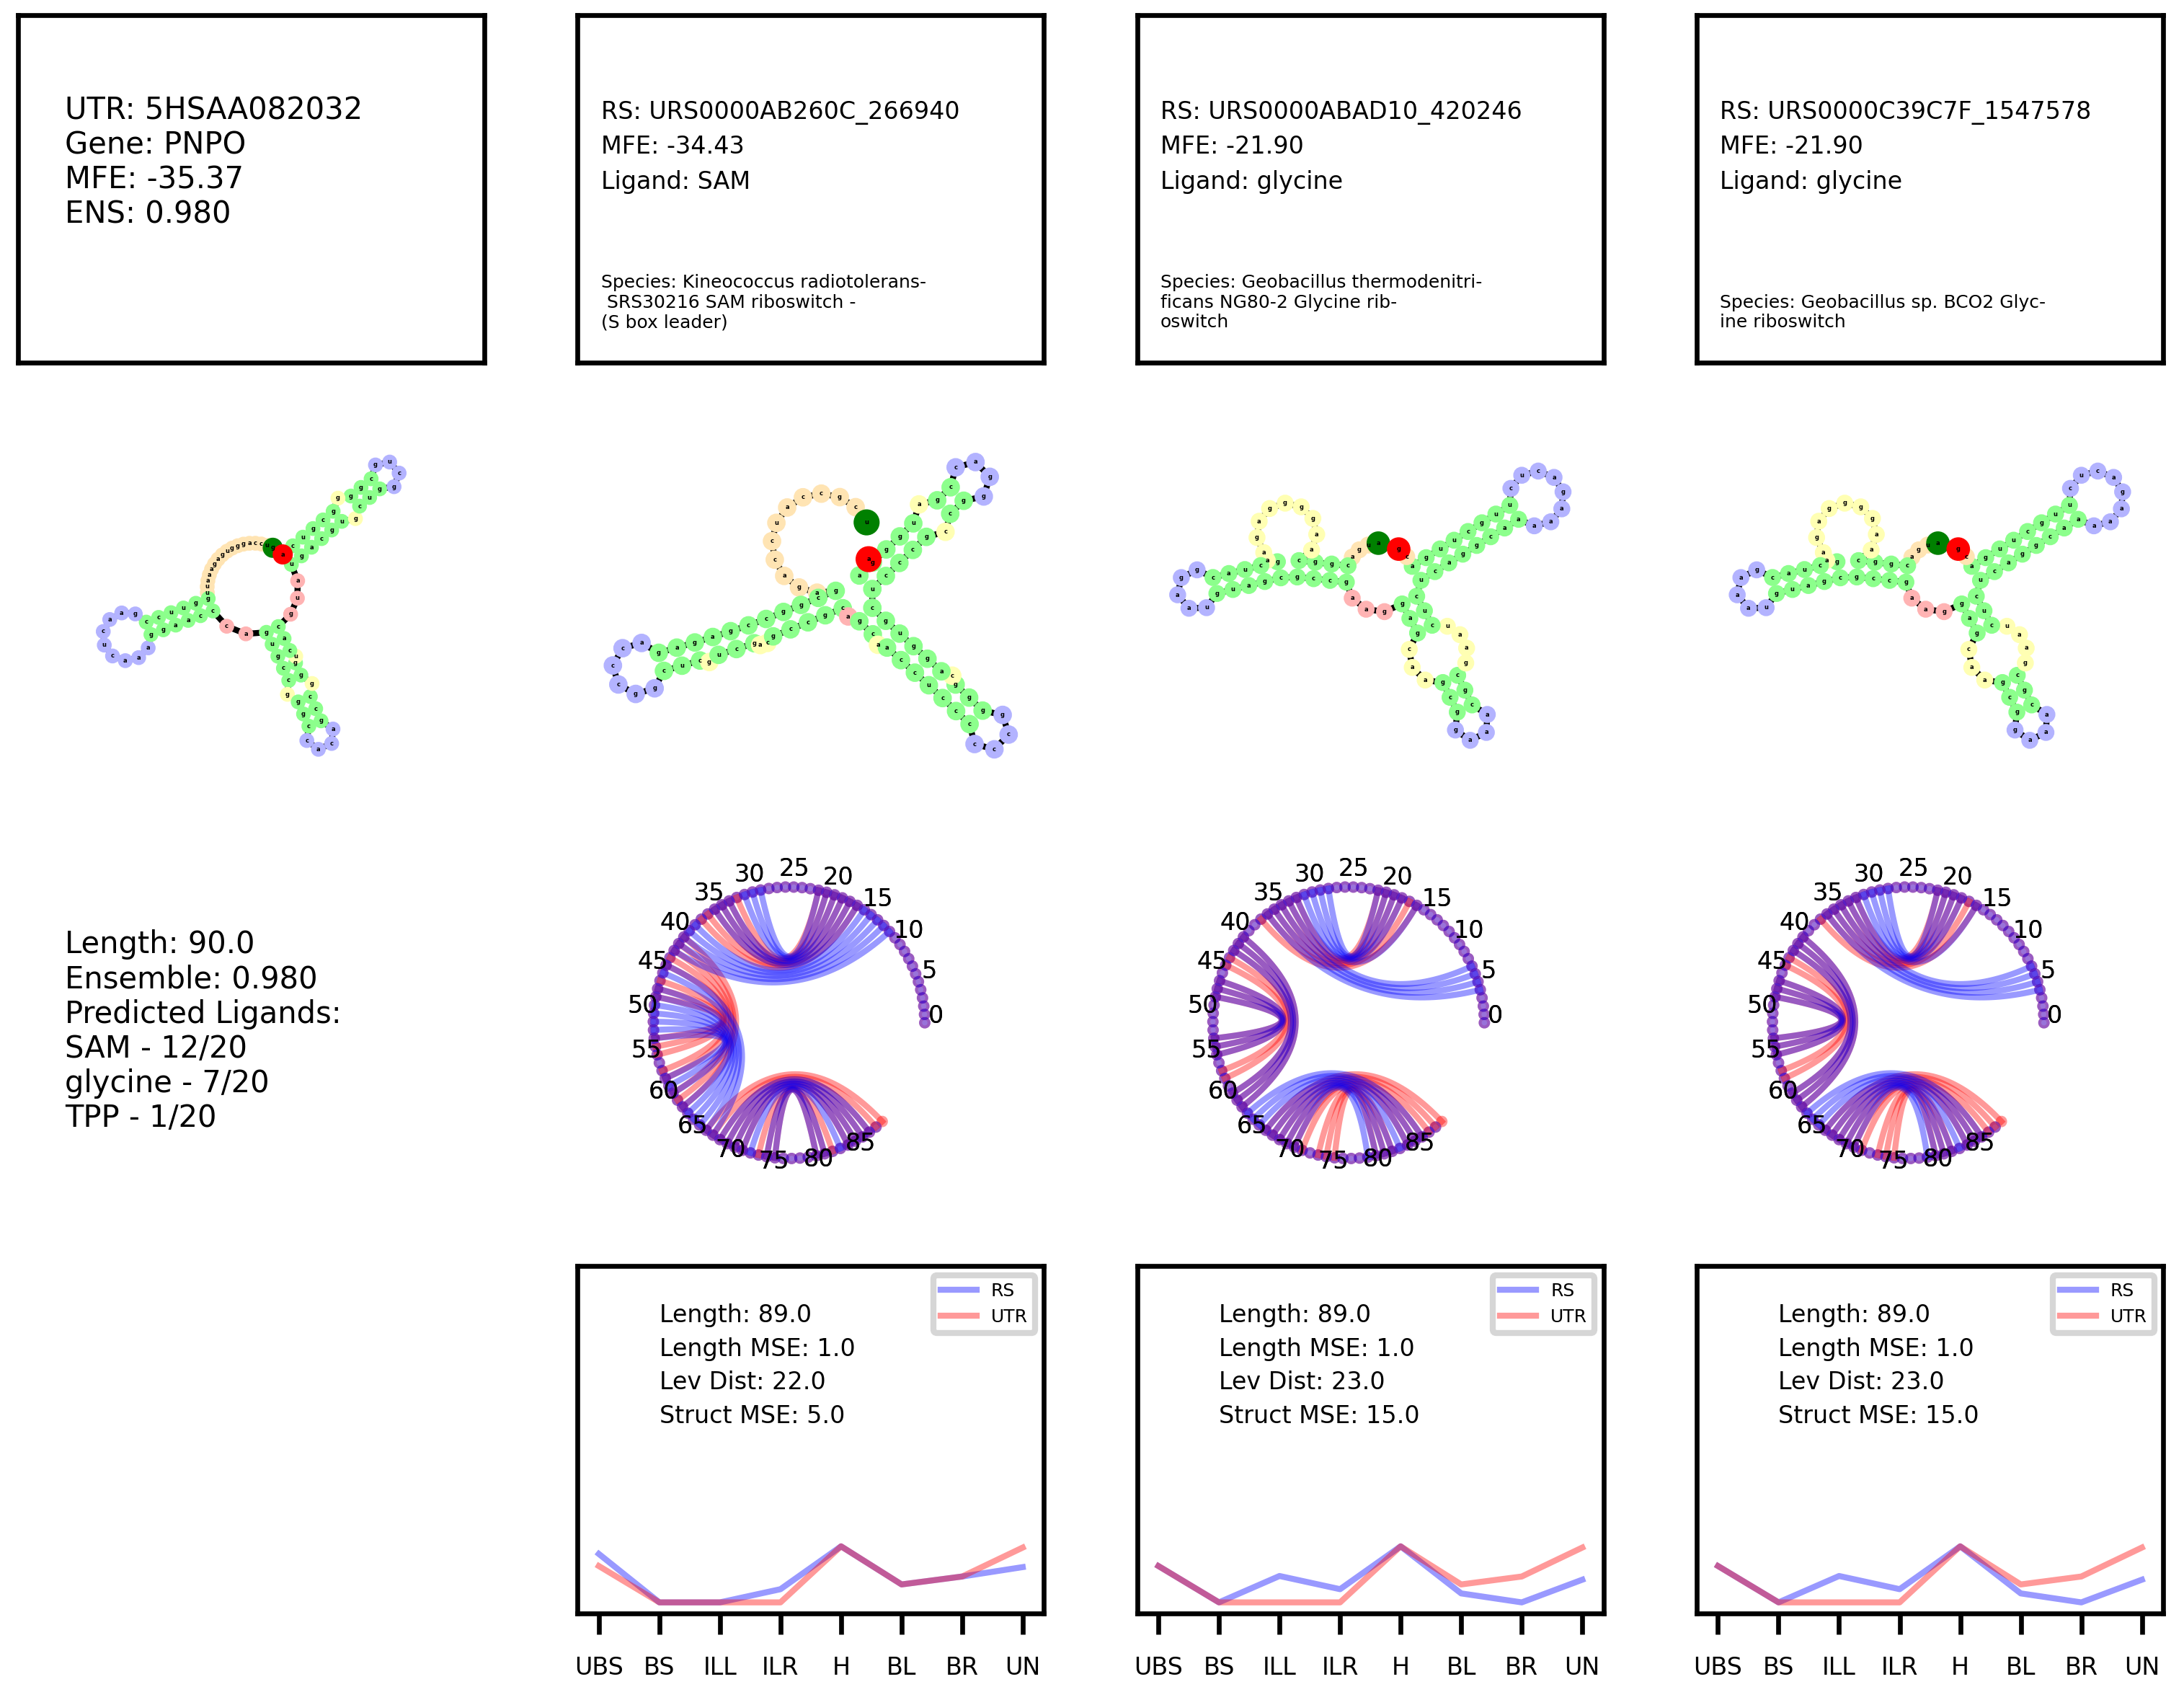 UTR: 5HSAA082032
Gene: PNPO
MFE: -35.37
ENS: 0.980
RS: URS0000AB260C_266940
MFE: -34.43
Ligand: SAM
Species: Kineococcus radiotolerans-
SRS30216 SAM riboswitch -
(S box leader)
RS: URS0000ABAD10_420246
MFE: -21.90
Ligand: glycine
Species: Geobacillus thermodenitri-
ficans NG80-2 Glycine rib-
oswitch
RS: URS0000C39C7F_1547578
MFE: -21.90
Ligand: glycine
Species: Geobacillus sp. BCO2 Glyc-
ine riboswitch
Length: 90.0
Ensemble: 0.980
Predicted Ligands:
SAM - 12/20
glycine - 7/20
TPP - 1/20
0 5 10 15 20 25 30 35 40 45 50 55 60 65 70 75 80 85
0 5 10 15 20 25 30 35 40 45 50 55 60 65 70 75 80 85
0 5 10 15 20 25 30 35 40 45 50 55 60 65 70 75 80 85
RS
UTR
Length: 89.0
Length MSE: 1.0
Lev Dist: 22.0
Struct MSE: 5.0
UBS BS ILL ILR H BL BR UN
RS
UTR
Length: 89.0
Length MSE: 1.0
Lev Dist: 23.0
Struct MSE: 15.0
UBS BS ILL ILR H BL BR UN
RS
UTR
Length: 89.0
Length MSE: 1.0
Lev Dist: 23.0
Struct MSE: 15.0
UBS BS ILL ILR H BL BR UN